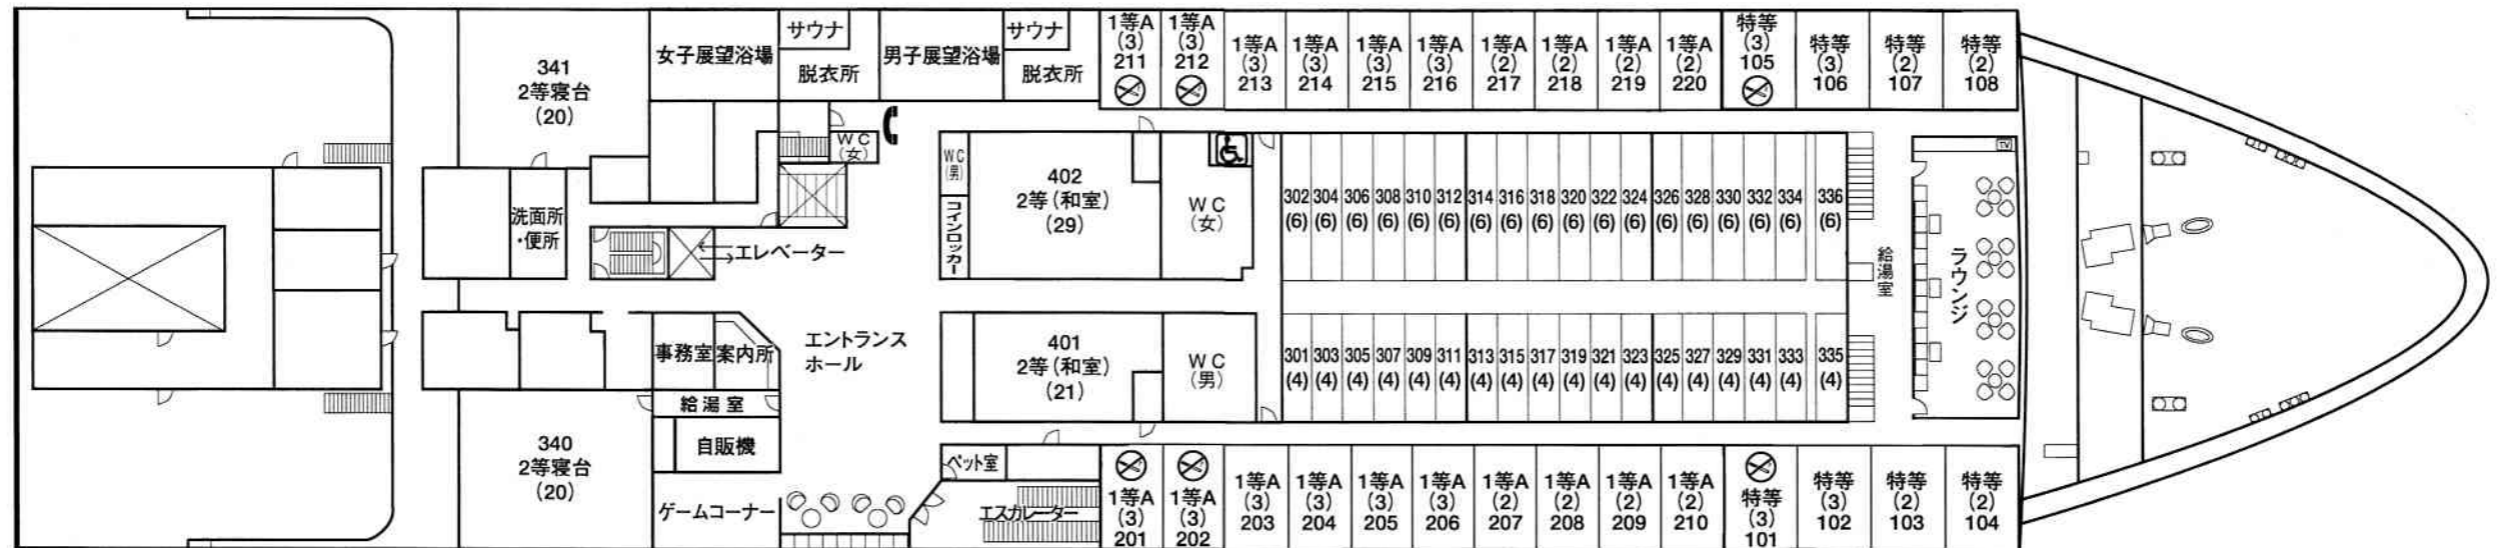 341
2等寝台
(20)
女子展望浴場
サウナ
脱衣所
男子展望浴場
サウナ
脱衣所
1等A
(3)
211
1等A
(3)
212
1等A
(3)
213
1等A
(3)
214
1等A
(3)
215
1等A
(3)
216
1等A
(2)
217
1等A
(2)
218
1等A
(2)
219
1等A
(2)
220
特等
(3)
105
特等
(3)
106
特等
(2)
107
特等
(2)
108
洗面所
・便所
WC
(女)
エレベーター
WC
(男)
コインロッカー
402
2等(和室)
(29)
WC
(女)
302 304 306 308 310 312 314 316 318 320 322 324 326 328 330 332 334 336
(6) (6) (6) (6) (6) (6) (6) (6) (6) (6) (6) (6) (6) (6) (6) (6) (6) (6)
給湯室
ラウンジ
TV
事務室
案内所
エントランス
ホール
401
2等(和室)
(21)
WC
(男)
301 303 305 307 309 311 313 315 317 319 321 323 325 327 329 331 333 335
(4) (4) (4) (4) (4) (4) (4) (4) (4) (4) (4) (4) (4) (4) (4) (4) (4) (4)
給湯室
自販機
340
2等寝台
(20)
ゲームコーナー
ペット室
エスカレーター
1等A
(3)
201
1等A
(3)
202
1等A
(3)
203
1等A
(3)
204
1等A
(3)
205
1等A
(3)
206
1等A
(2)
207
1等A
(2)
208
1等A
(2)
209
1等A
(2)
210
特等
(3)
101
特等
(3)
102
特等
(2)
103
特等
(2)
104